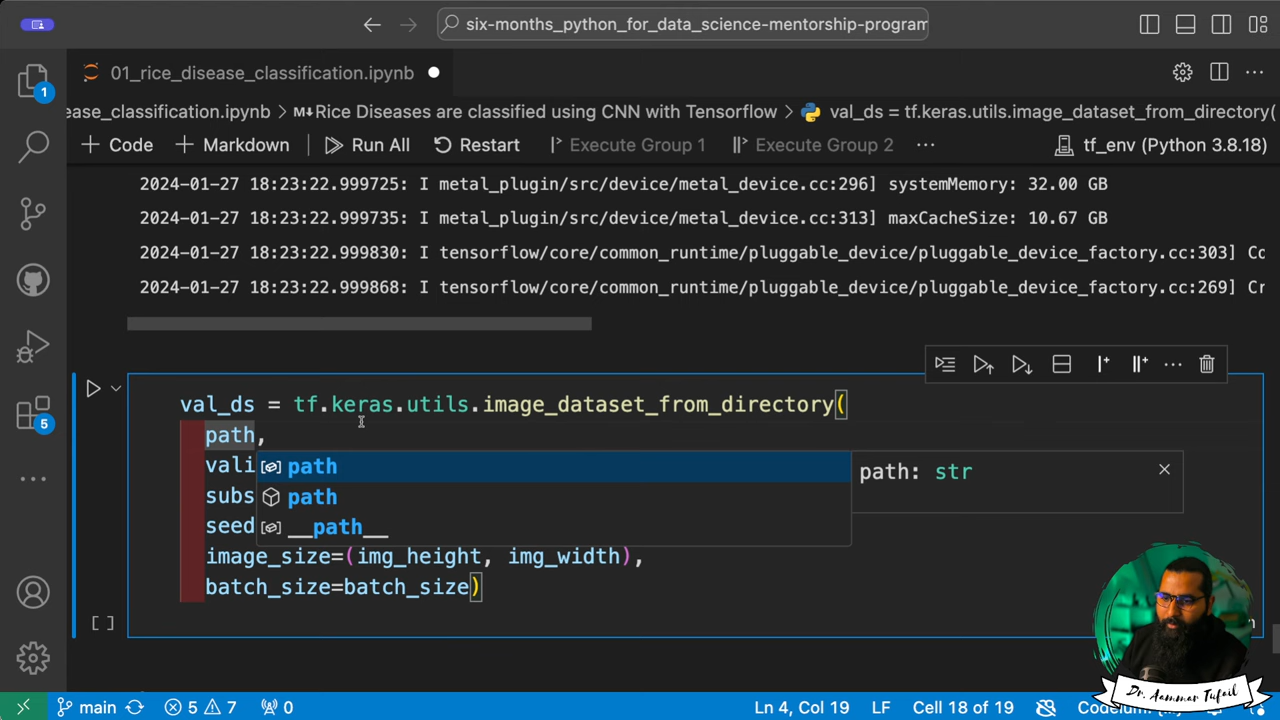 six-months_python_for_data_science-mentorship-program
01_rice_disease_classification.ipynb
ease_classification.ipynb > M↓Rice Diseases are classified using CNN with Tensorflow > val_ds = tf.keras.utils.image_dataset_from_directory(
+ Code + Markdown Run All Restart Execute Group 1 Execute Group 2 ... tf_env (Python 3.8.18)
2024-01-27 18:23:22.999725: I metal_plugin/src/device/metal_device.cc:296] systemMemory: 32.00 GB
2024-01-27 18:23:22.999735: I metal_plugin/src/device/metal_device.cc:313] maxCacheSize: 10.67 GB
2024-01-27 18:23:22.999830: I tensorflow/core/common_runtime/pluggable_device/pluggable_device_factory.cc:303] Co
2024-01-27 18:23:22.999868: I tensorflow/core/common_runtime/pluggable_device/pluggable_device_factory.cc:269] Cr
val_ds = tf.keras.utils.image_dataset_from_directory(
path,
vali
path
path: str
subs
path
seed
__path__
image_size=(img_height, img_width),
batch_size=batch_size)
[ ]
1
5
Dr. Aammar Tufail
main 5 7 0 Ln 4, Col 19 LF Cell 18 of 19